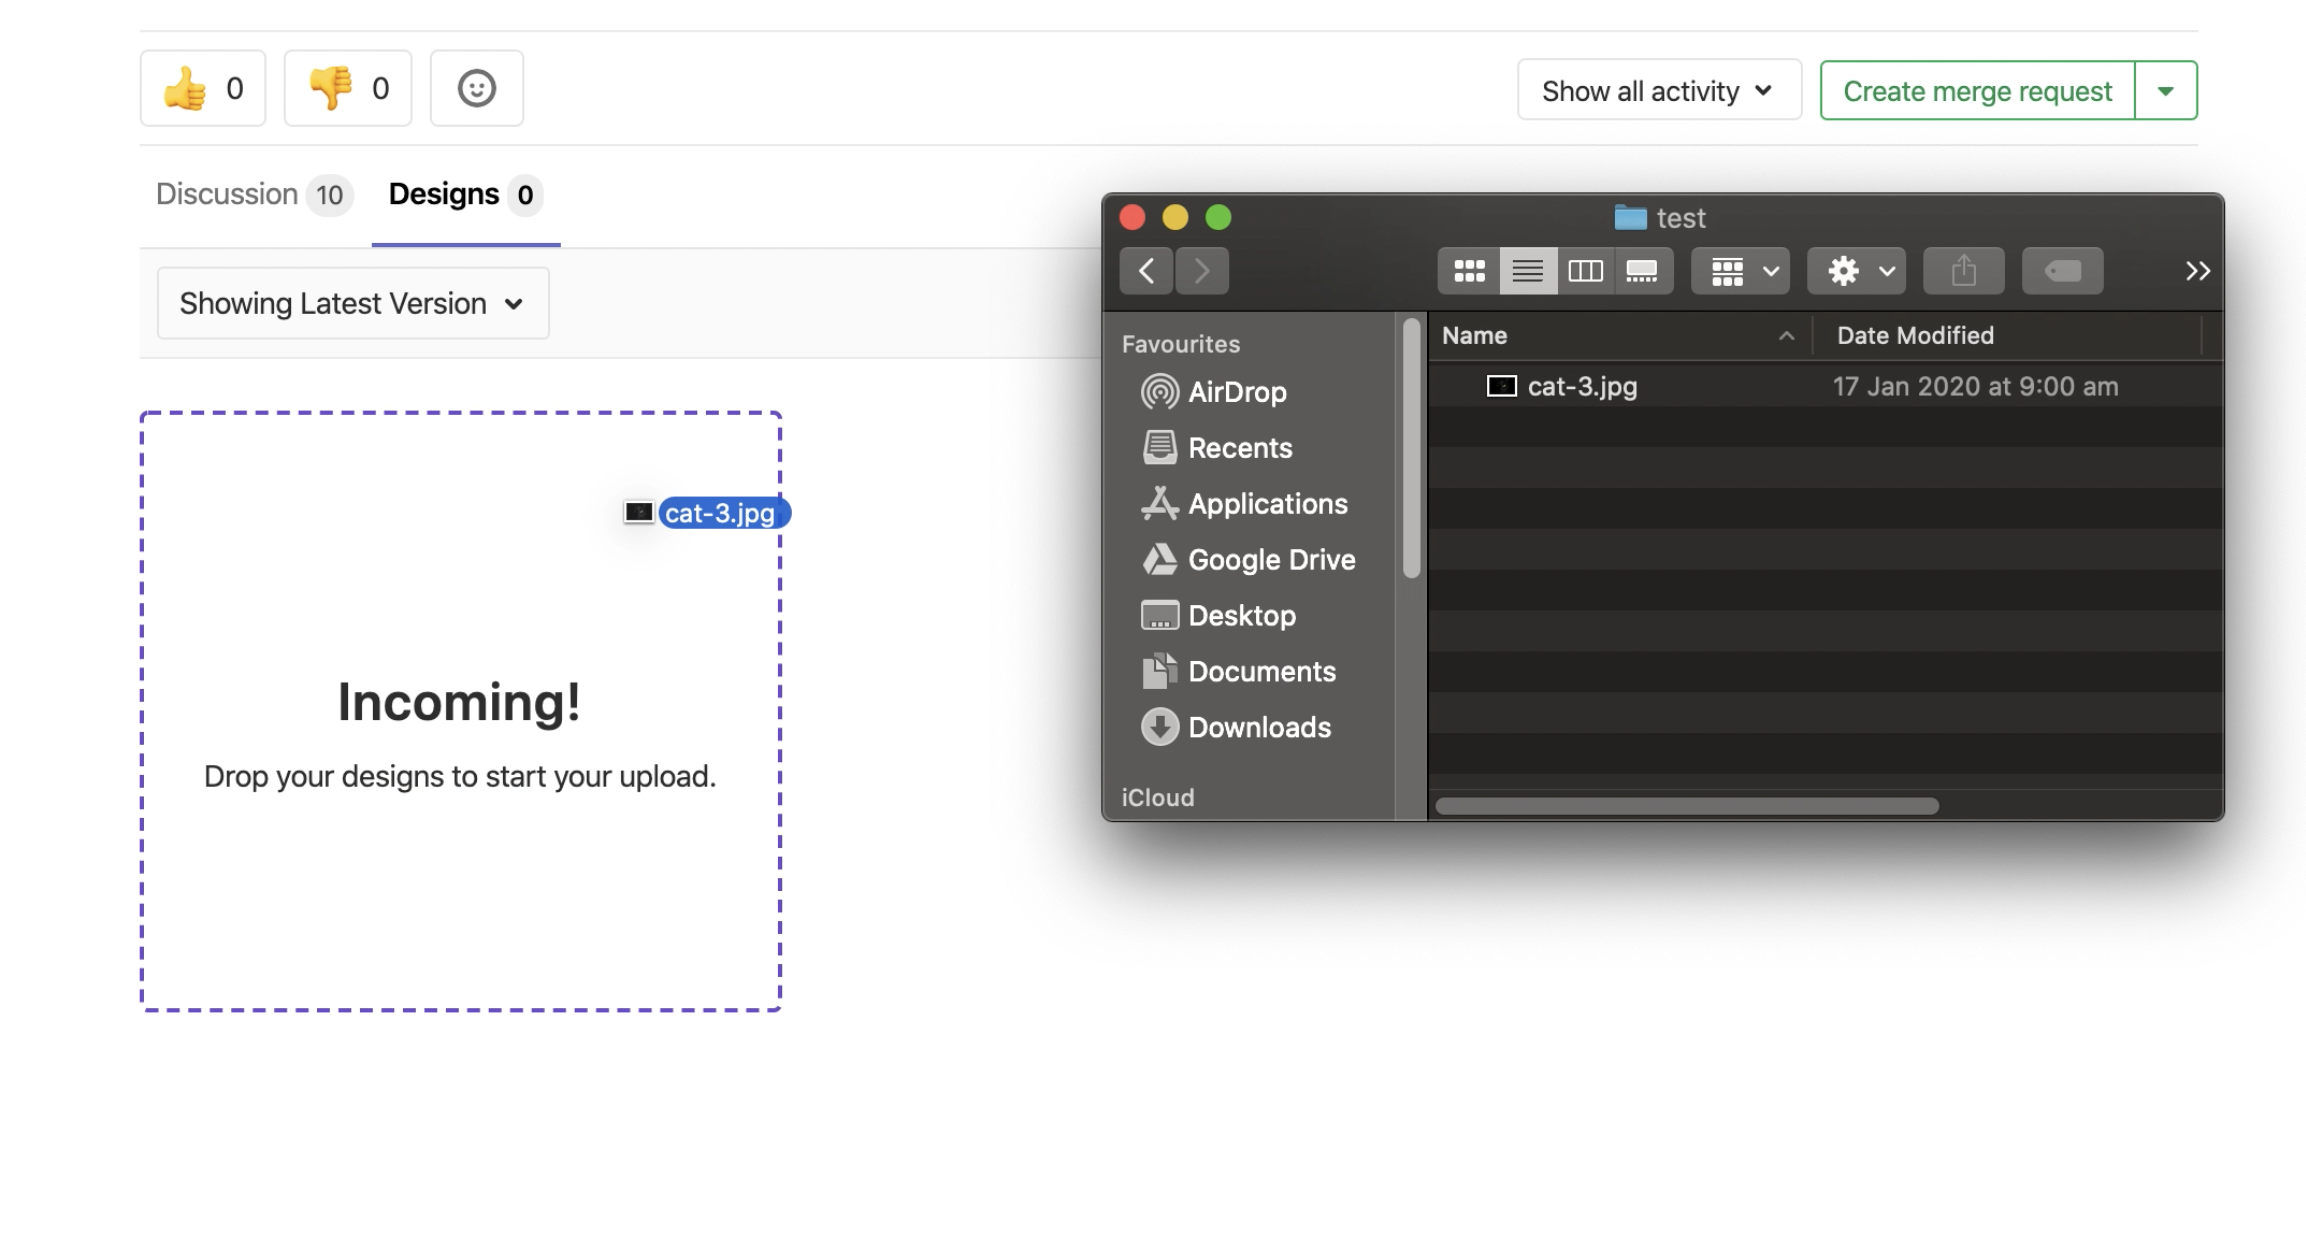 0
0
Show all activity
Create merge request
Discussion 10
Designs 0
Showing Latest Version
cat-3.jpg
Incoming!
Drop your designs to start your upload.
test
Favourites
AirDrop
Recents
Applications
Google Drive
Desktop
Documents
Downloads
iCloud
Name
Date Modified
cat-3.jpg
17 Jan 2020 at 9:00 am